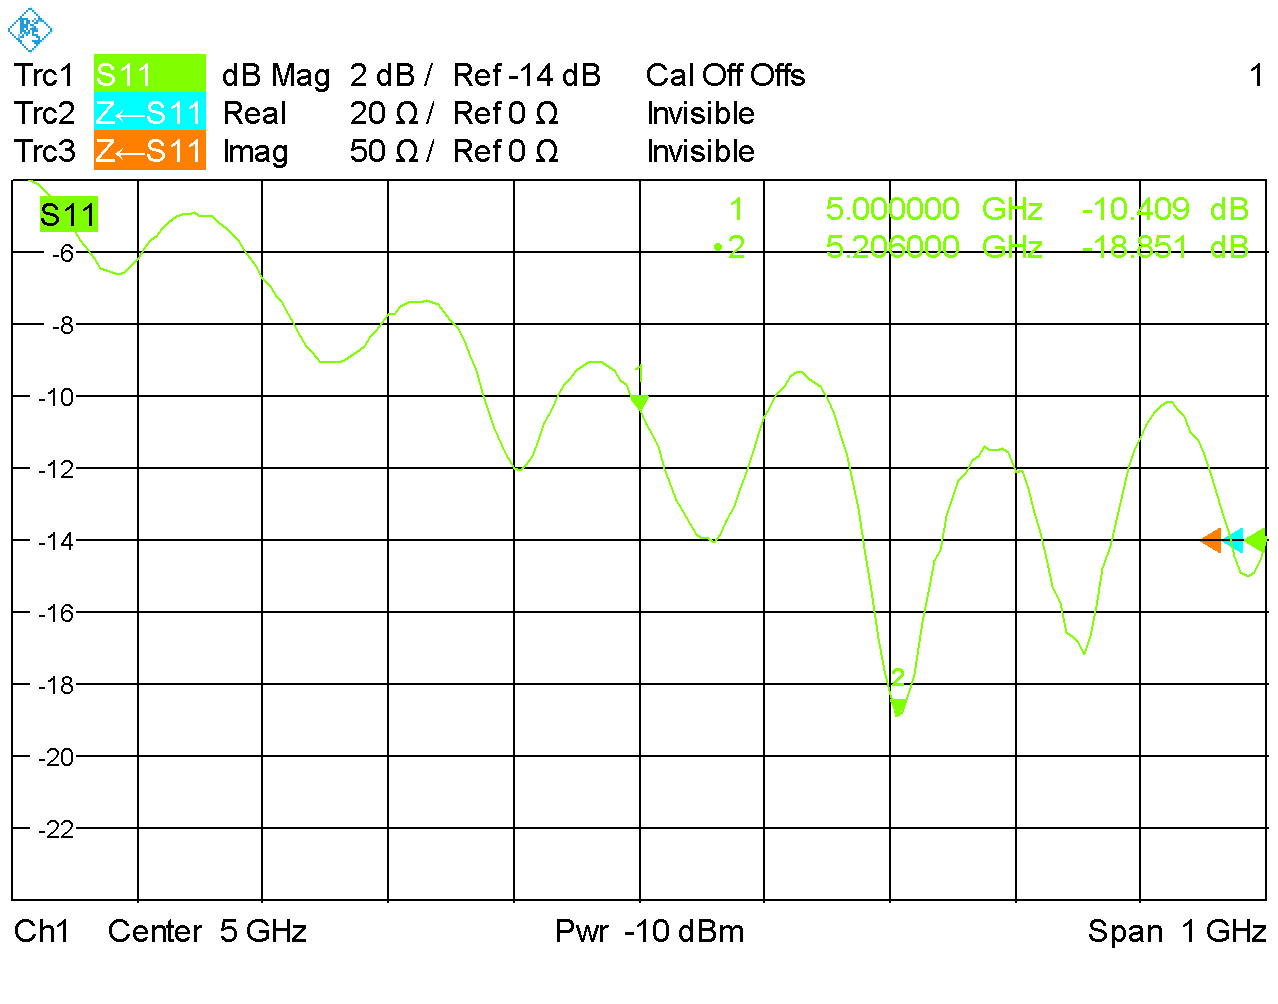 Trc1 S11 dB Mag 2 dB / Ref -14 dB Cal Off Offs 1
Trc2 Z←S11 Real 20 Ω / Ref 0 Ω Invisible
Trc3 Z←S11 Imag 50 Ω / Ref 0 Ω Invisible
S11
1 5.000000 GHz -10.409 dB
•2 5.206000 GHz -18.851 dB
-6
-8
1
-10
-12
-14
-16
2
-18
-20
-22
Ch1 Center 5 GHz Pwr -10 dBm Span 1 GHz